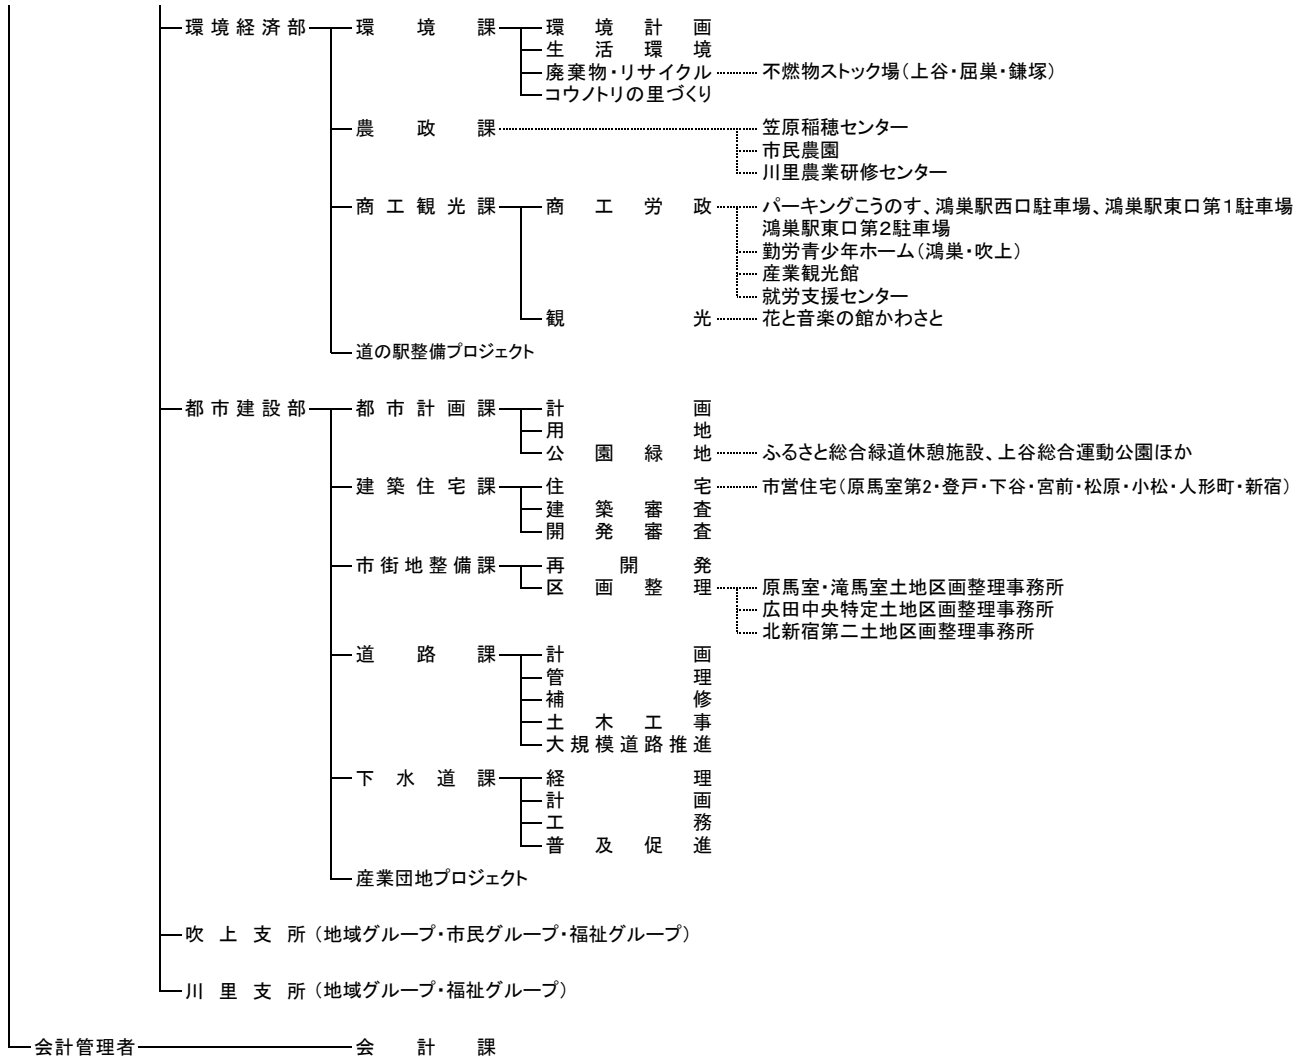 環境経済部 環境課 環境計画
生活環境
廃棄物・リサイクル 不燃物ストック場(上谷・屈巣・鎌塚)
コウノトリの里づくり
農政課 笠原稲穂センター
市民農園
川里農業研修センター
商工観光課 商工労政 パーキングこうのす、鴻巣駅西口駐車場、鴻巣駅東口第1駐車場
鴻巣駅東口第2駐車場
勤労青少年ホーム(鴻巣・吹上)
産業観光館
就労支援センター
観光 花と音楽の館かわさと
道の駅整備プロジェクト
都市建設部 都市計画課 計画
用地
公園緑地 ふるさと総合緑道休憩施設、上谷総合運動公園ほか
建築住宅課 住宅 市営住宅(原馬室第2・登戸・下谷・宮前・松原・小松・人形町・新宿)
建築審査
開発審査
市街地整備課 再開発
区画整理 原馬室・滝馬室土地区画整理事務所
広田中央特定土地区画整理事務所
北新宿第二土地区画整理事務所
道路課 計画
管理
補修
土木工事
大規模道路推進
下水道課 経理
計画
工務
普及促進
産業団地プロジェクト
吹上支所(地域グループ・市民グループ・福祉グループ)
川里支所(地域グループ・福祉グループ)
会計管理者 会計課